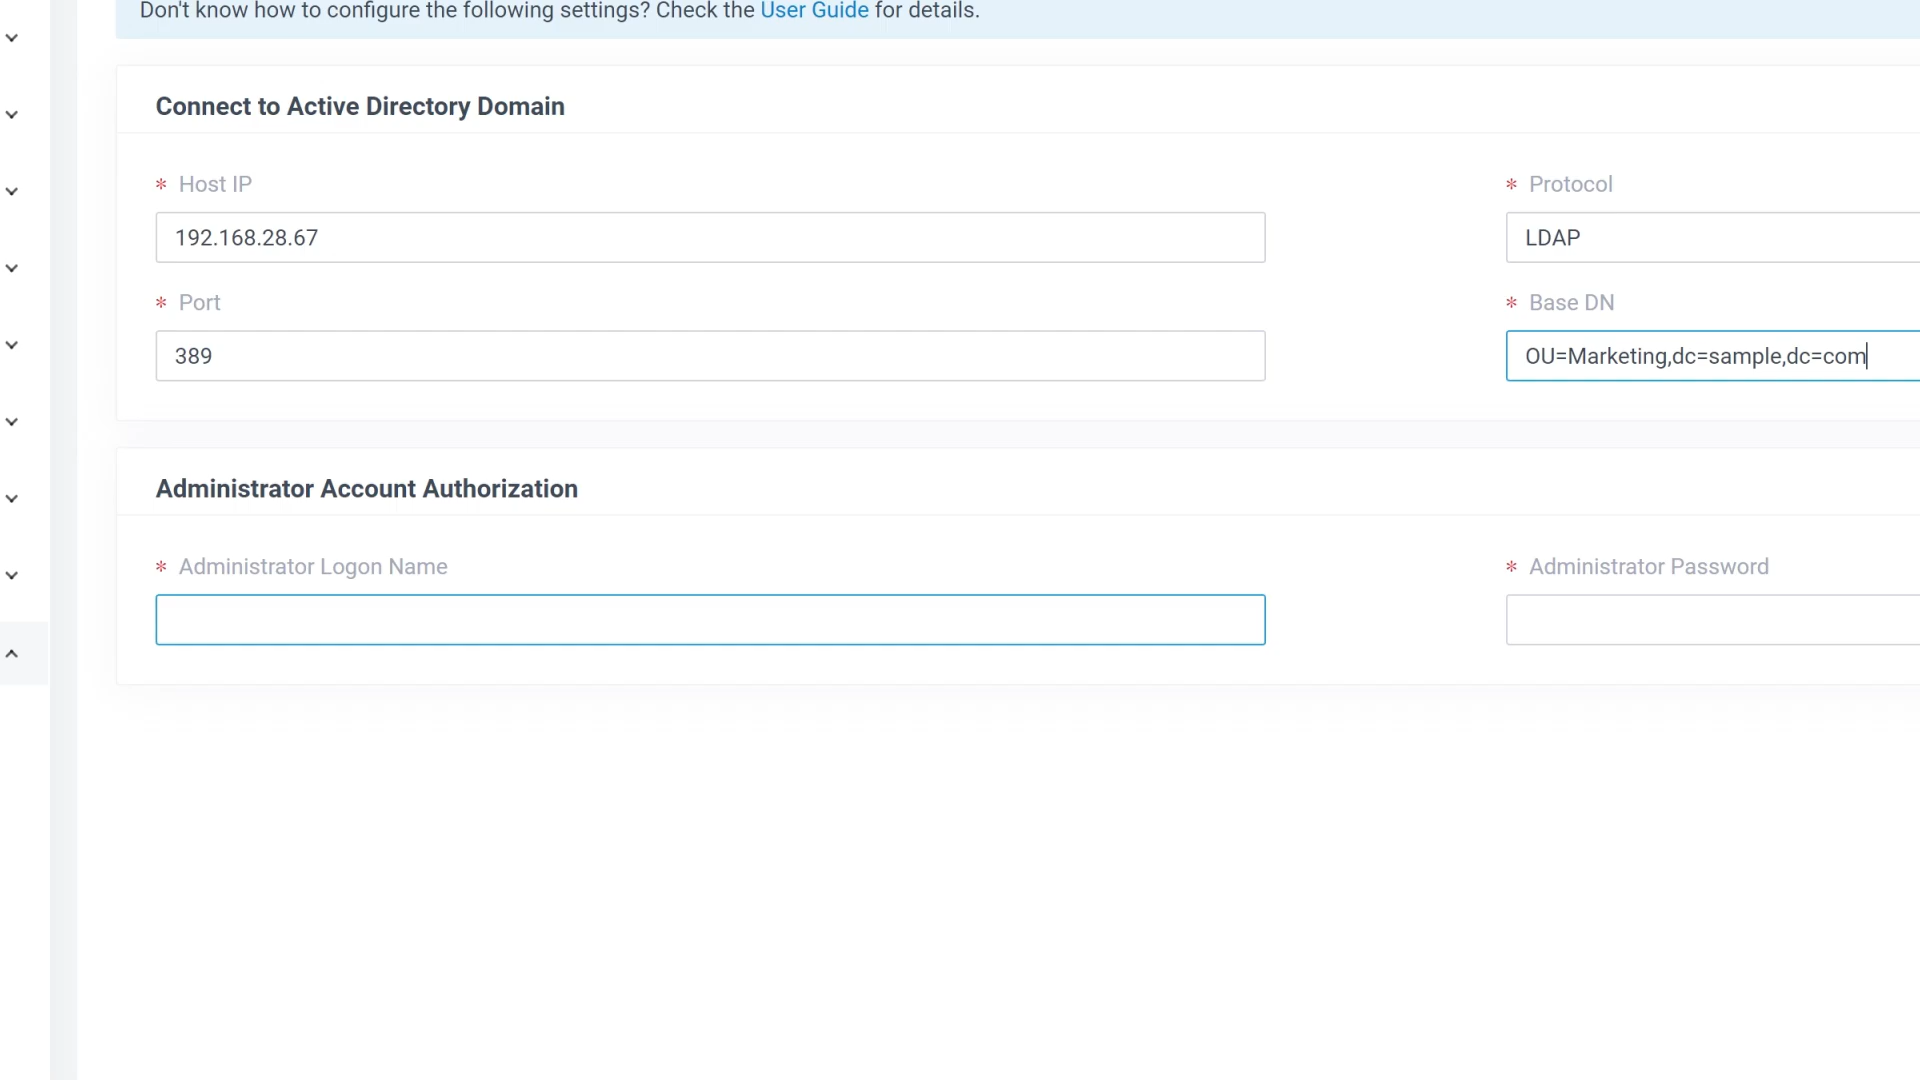 Don't know how to configure the following settings? Check the User Guide for details.
Connect to Active Directory Domain
* Host IP
* Protocol
192.168.28.67
LDAP
* Port
* Base DN
389
OU=Marketing,dc=sample,dc=com
Administrator Account Authorization
* Administrator Logon Name
* Administrator Password